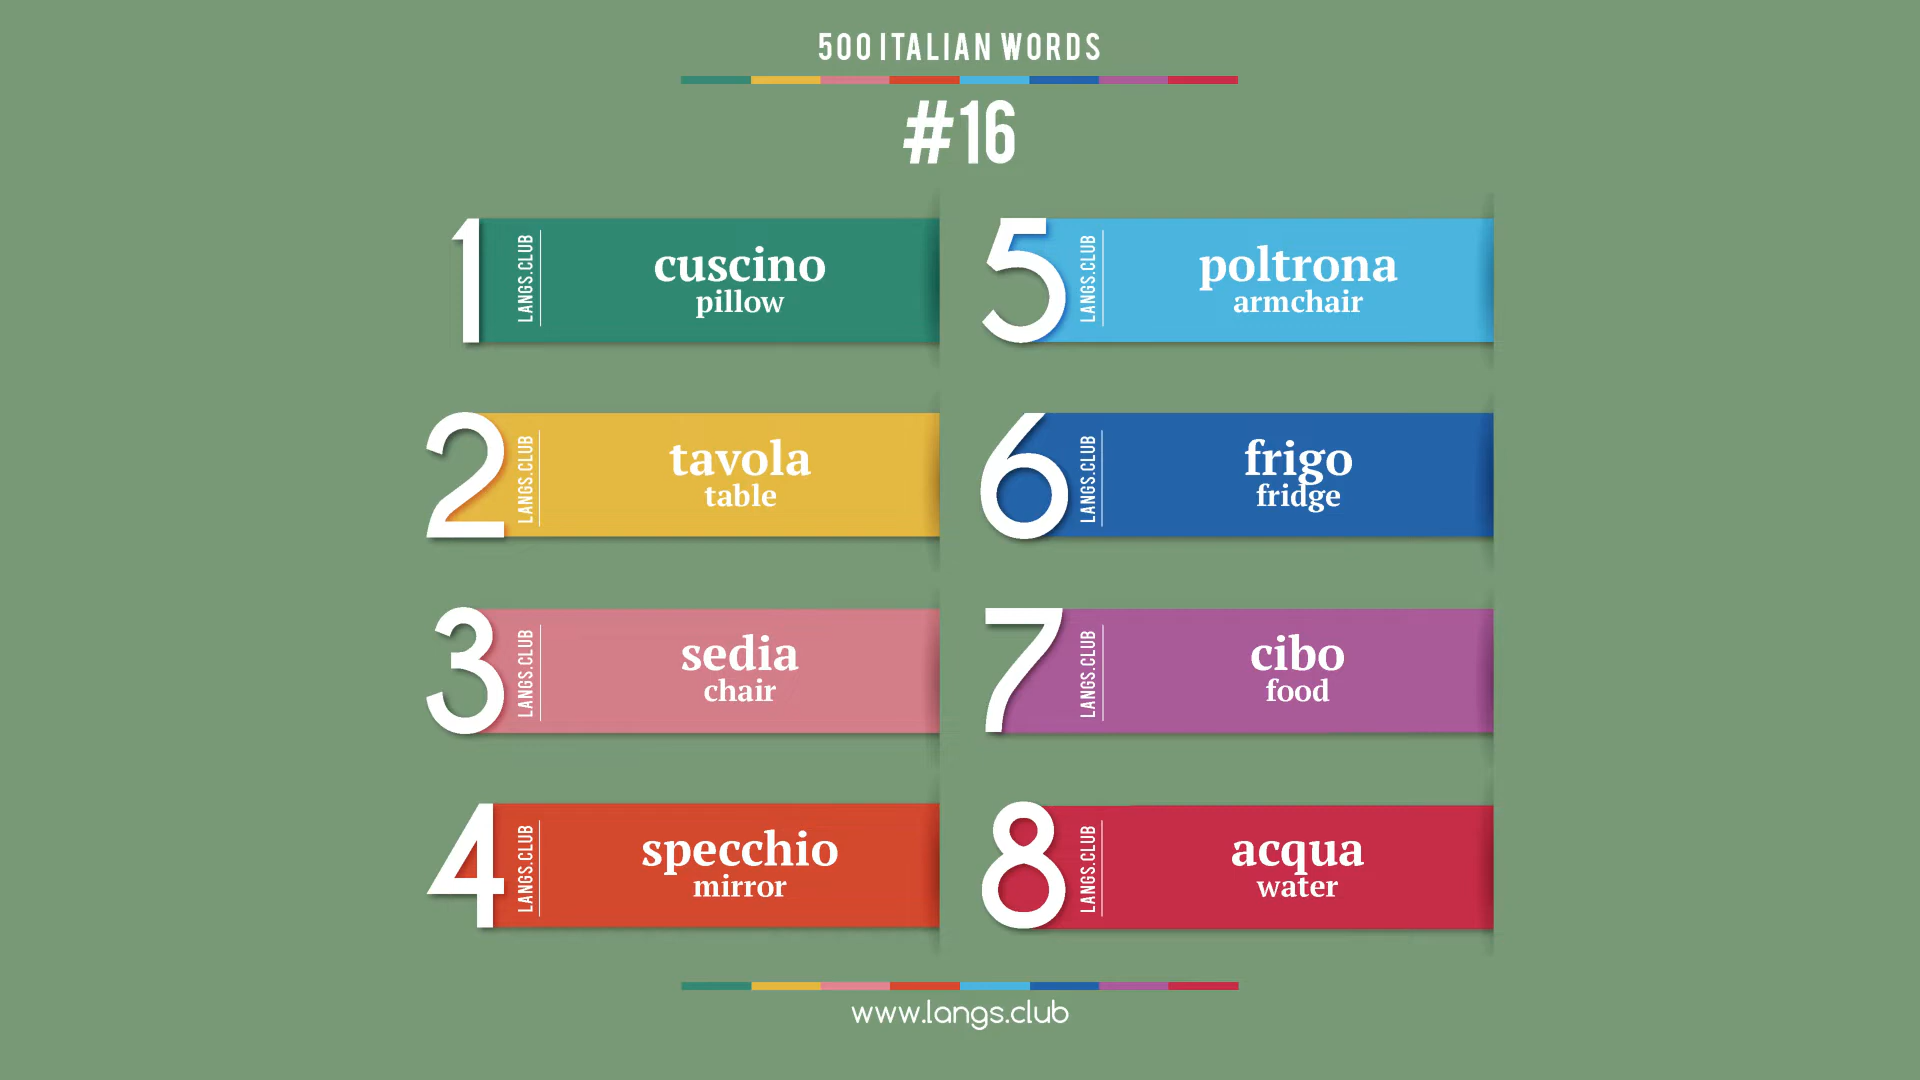 500 ITALIAN WORDS
#16
1
LANGS.CLUB
cuscino
pillow
2
LANGS.CLUB
tavola
table
3
LANGS.CLUB
sedia
chair
4
LANGS.CLUB
specchio
mirror
5
LANGS.CLUB
poltrona
armchair
6
LANGS.CLUB
frigo
fridge
7
LANGS.CLUB
cibo
food
8
LANGS.CLUB
acqua
water
www.langs.club